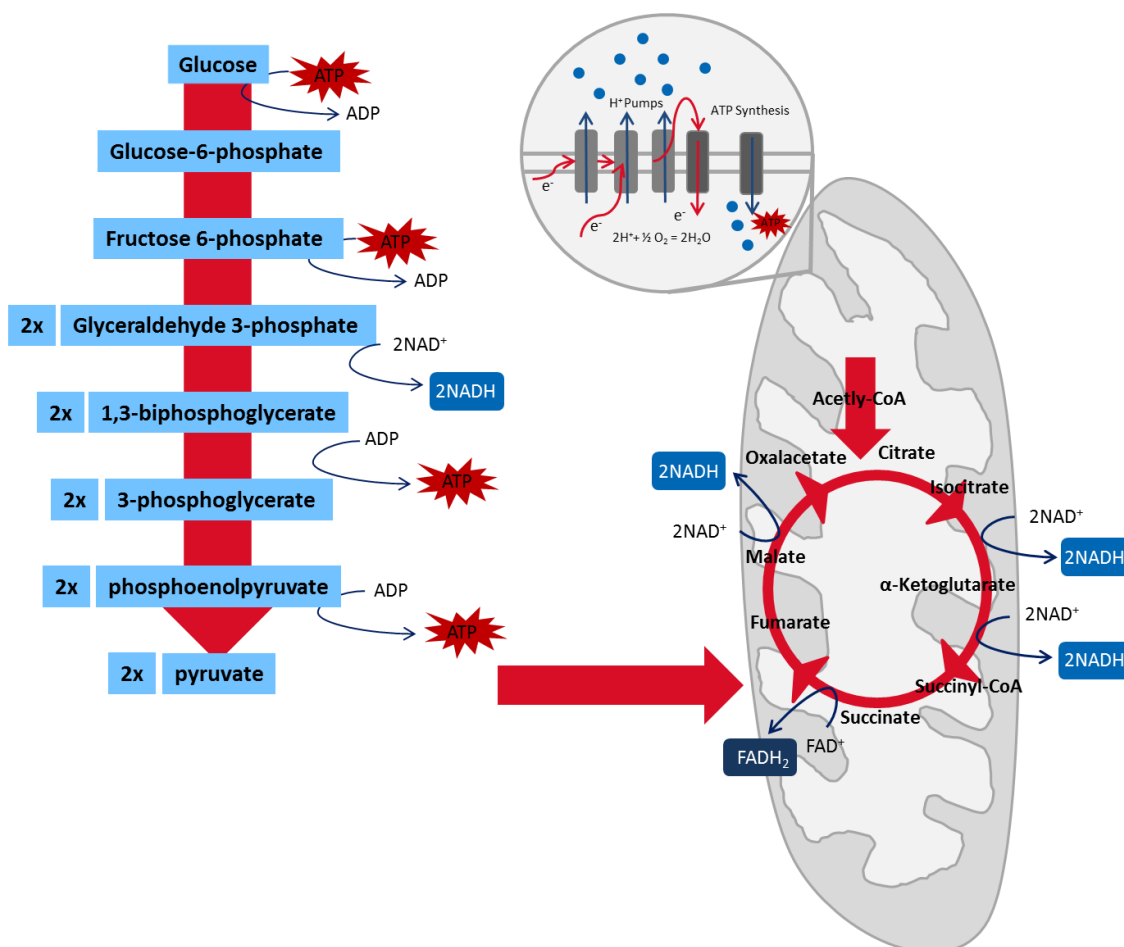 Glucose
ATP
ADP
Glucose-6-phosphate
Fructose 6-phosphate
ATP
ADP
2x Glyceraldehyde 3-phosphate
2NAD⁺
2NADH
2x 1,3-biphosphoglycerate
ADP
ATP
2x 3-phosphoglycerate
2x phosphoenolpyruvate
ADP
ATP
2x pyruvate
H⁺Pumps
ATP Synthesis
e⁻
e⁻
e⁻
ATP
2H⁺+ ½ O₂ = 2H₂O
Acetly-CoA
Oxalacetate
Citrate
Isocitrate
2NADH
2NAD⁺
2NAD⁺
2NADH
Malate
α-Ketoglutarate
Fumarate
2NAD⁺
2NADH
Succinyl-CoA
Succinate
FADH₂
FAD⁺